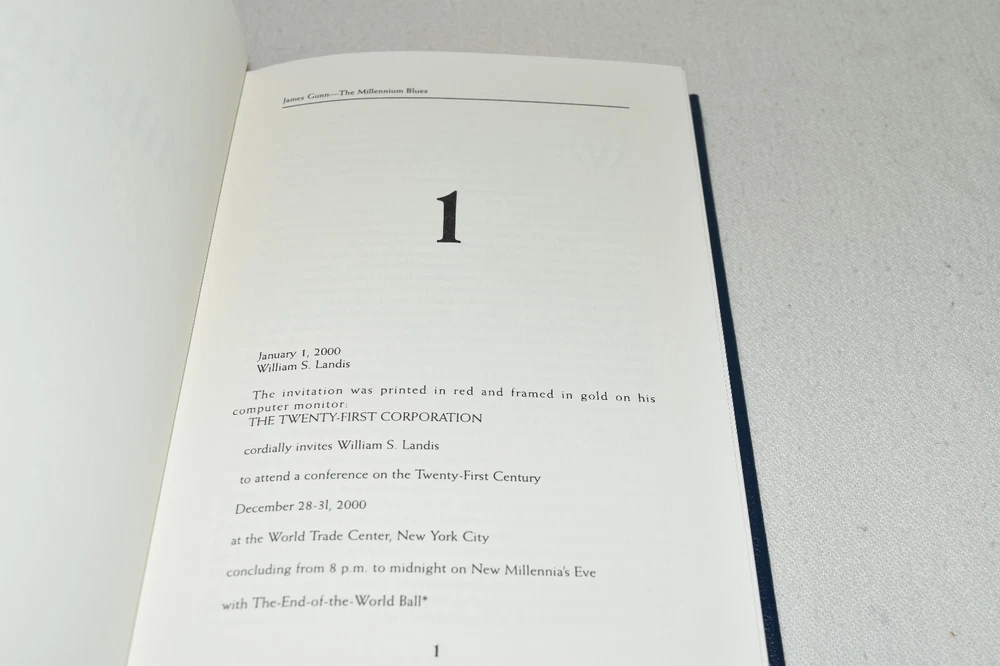 James Gunn—The Millennium Blues
1
January 1, 2000
William S. Landis
The invitation was printed in red and framed in gold on his
computer monitor:
THE TWENTY-FIRST CORPORATION
cordially invites William S. Landis
to attend a conference on the Twenty-First Century
December 28-31, 2000
at the World Trade Center, New York City
concluding from 8 p.m. to midnight on New Millennia's Eve
with The-End-of-the-World Ball*
1